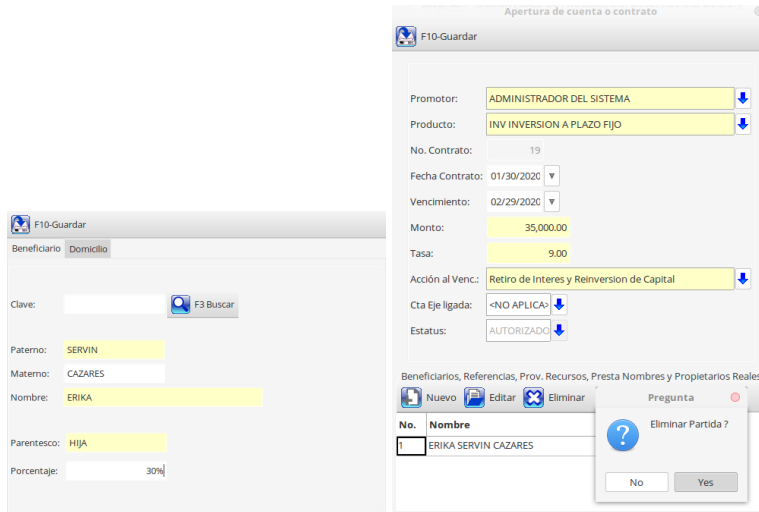 F10-Guardar
Beneficiario Domicilio
Clave: F3 Buscar
Paterno: SERVIN
Materno: CAZARES
Nombre: ERIKA
Parentesco: HIJA
Porcentaje: 30%
Apertura de cuenta o contrato
F10-Guardar
Promotor: ADMINISTRADOR DEL SISTEMA
Producto: INV INVERSION A PLAZO FIJO
No. Contrato: 19
Fecha Contrato: 01/30/2020
Vencimiento: 02/29/2020
Monto: 35,000.00
Tasa: 9.00
Acción al Venc.: Retiro de Interes y Reinversion de Capital
Cta Eje ligada: <NO APLICA>
Estatus: AUTORIZADO
Beneficiarios, Referencias, Prov. Recursos, Presta Nombres y Propietarios Reales
Nuevo Editar Eliminar
No. Nombre
1 ERIKA SERVIN CAZARES
Pregunta
Eliminar Partida ?
No Yes